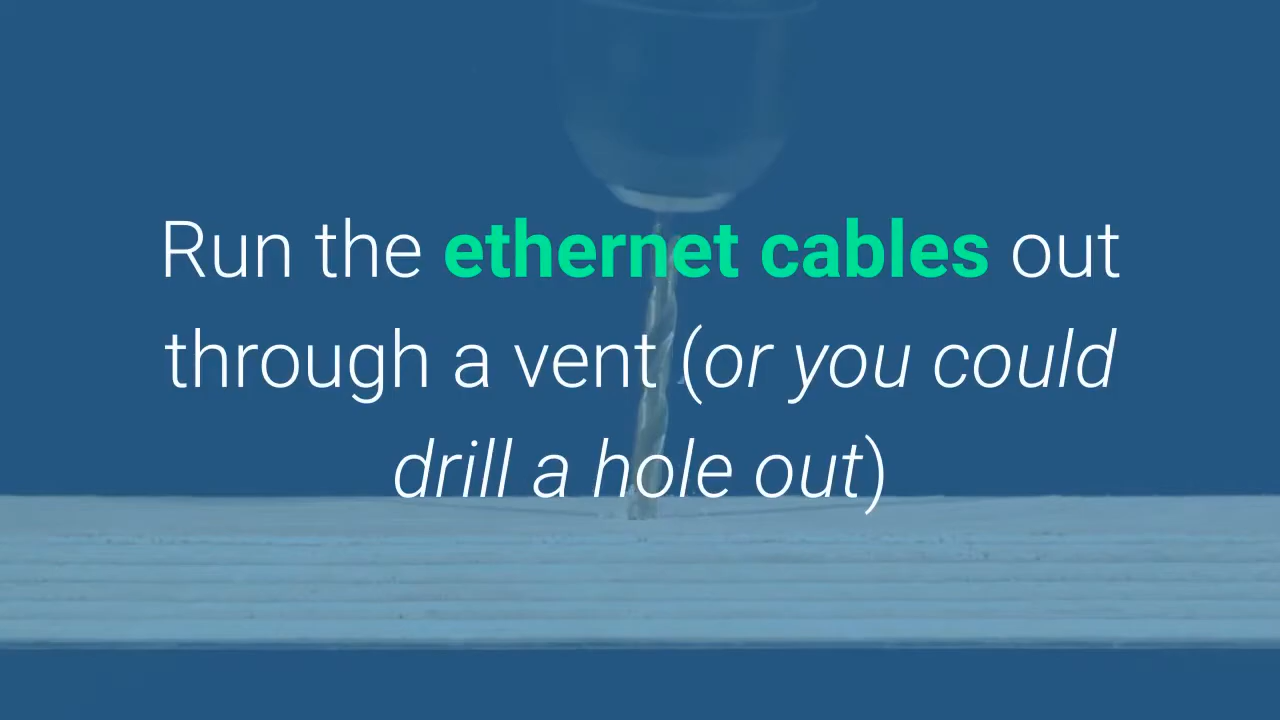 Run the ethernet cables out
through a vent (or you could
drill a hole out)